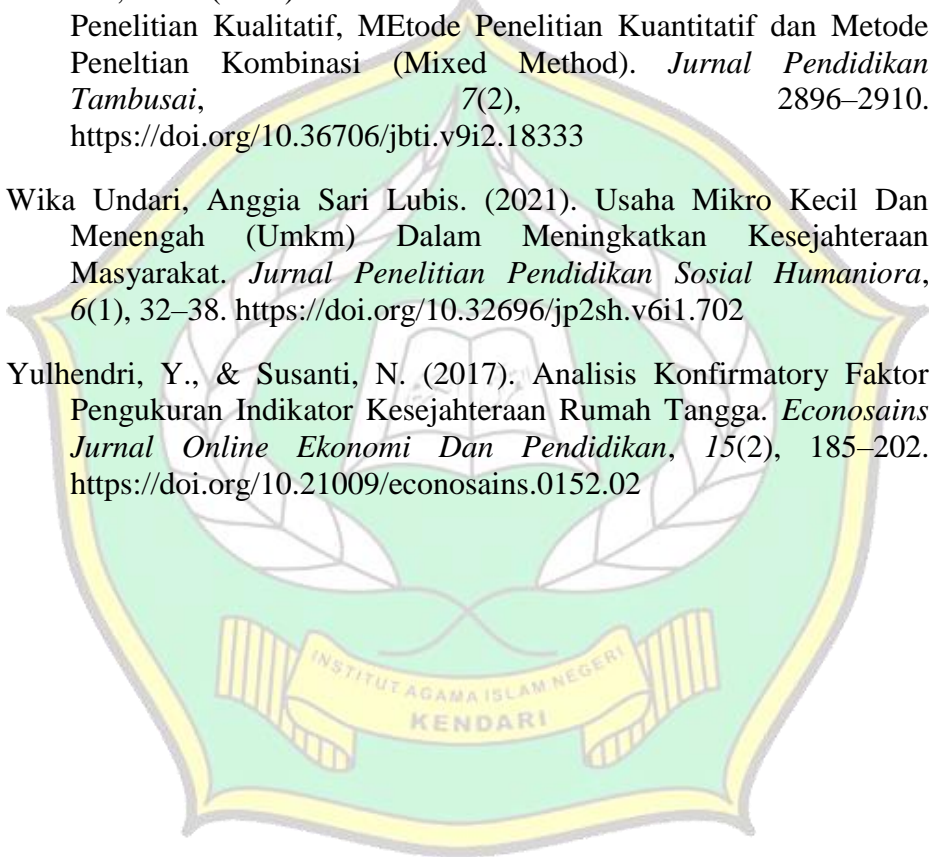 Penelitian Kualitatif, MEtode Penelitian Kuantitatif dan Metode
Peneltian Kombinasi (Mixed Method). Jurnal Pendidikan
Tambusai, 7(2), 2896–2910.
https://doi.org/10.36706/jbti.v9i2.18333
Wika Undari, Anggia Sari Lubis. (2021). Usaha Mikro Kecil Dan
Menengah (Umkm) Dalam Meningkatkan Kesejahteraan
Masyarakat. Jurnal Penelitian Pendidikan Sosial Humaniora,
6(1), 32–38. https://doi.org/10.32696/jp2sh.v6i1.702
Yulhendri, Y., & Susanti, N. (2017). Analisis Konfirmatory Faktor
Pengukuran Indikator Kesejahteraan Rumah Tangga. Econosains
Jurnal Online Ekonomi Dan Pendidikan, 15(2), 185–202.
https://doi.org/10.21009/econosains.0152.02
INSTITUT AGAMA ISLAM NEGERI
KENDARI